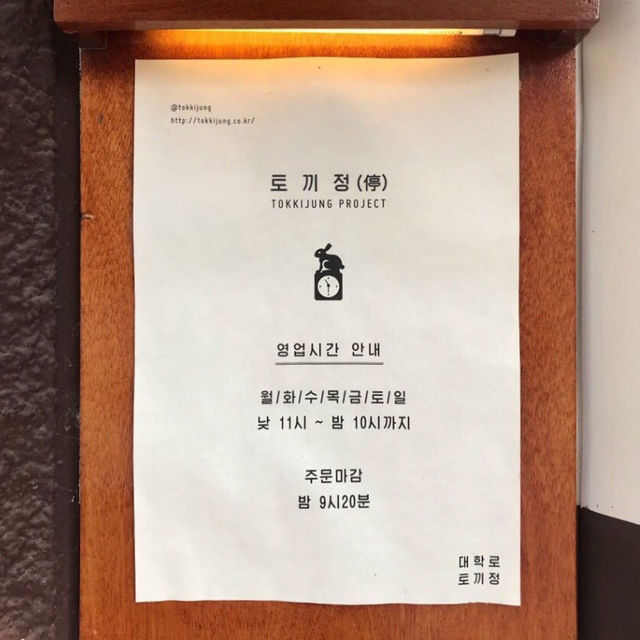 @tokkijung
http://tokkijung.co.kr/
토끼정(停)
TOKKIJUNG PROJECT
영업시간 안내
월/화/수/목/금/토/일
낮 11시 ~ 밤 10시까지
주문마감
밤 9시20분
대학로
토끼정